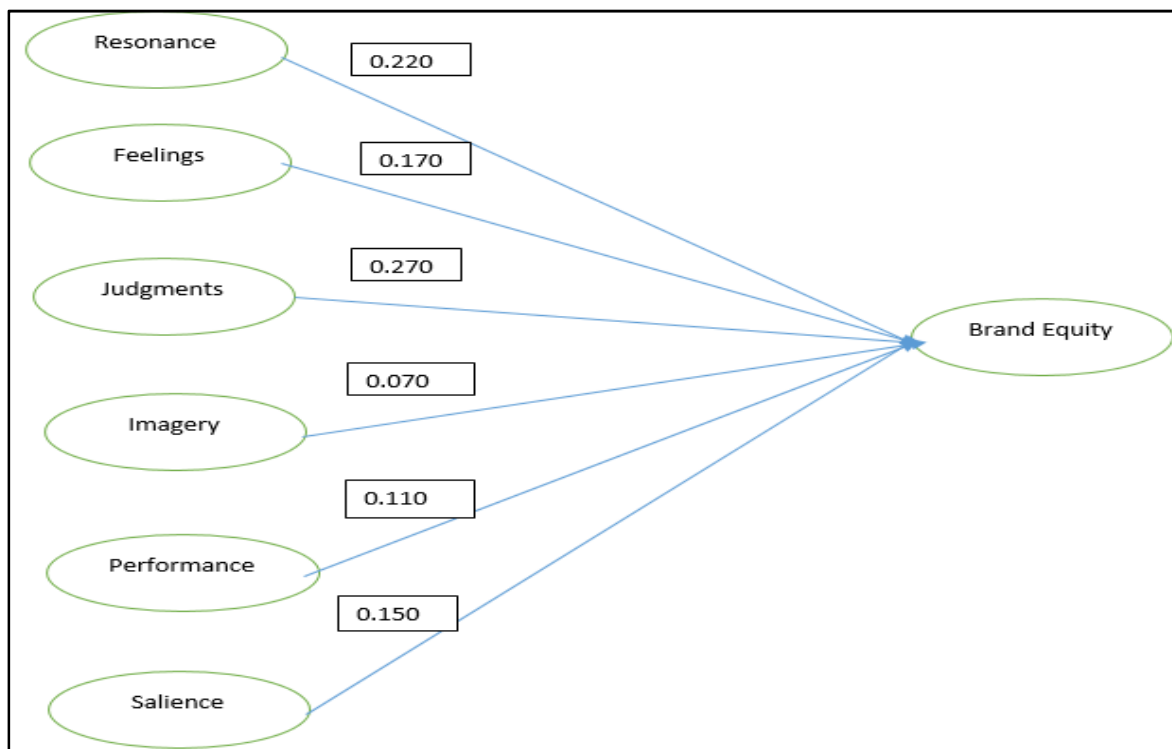 Resonance
0.220
Feelings
0.170
Judgments
0.270
Brand Equity
Imagery
0.070
Performance
0.110
Salience
0.150